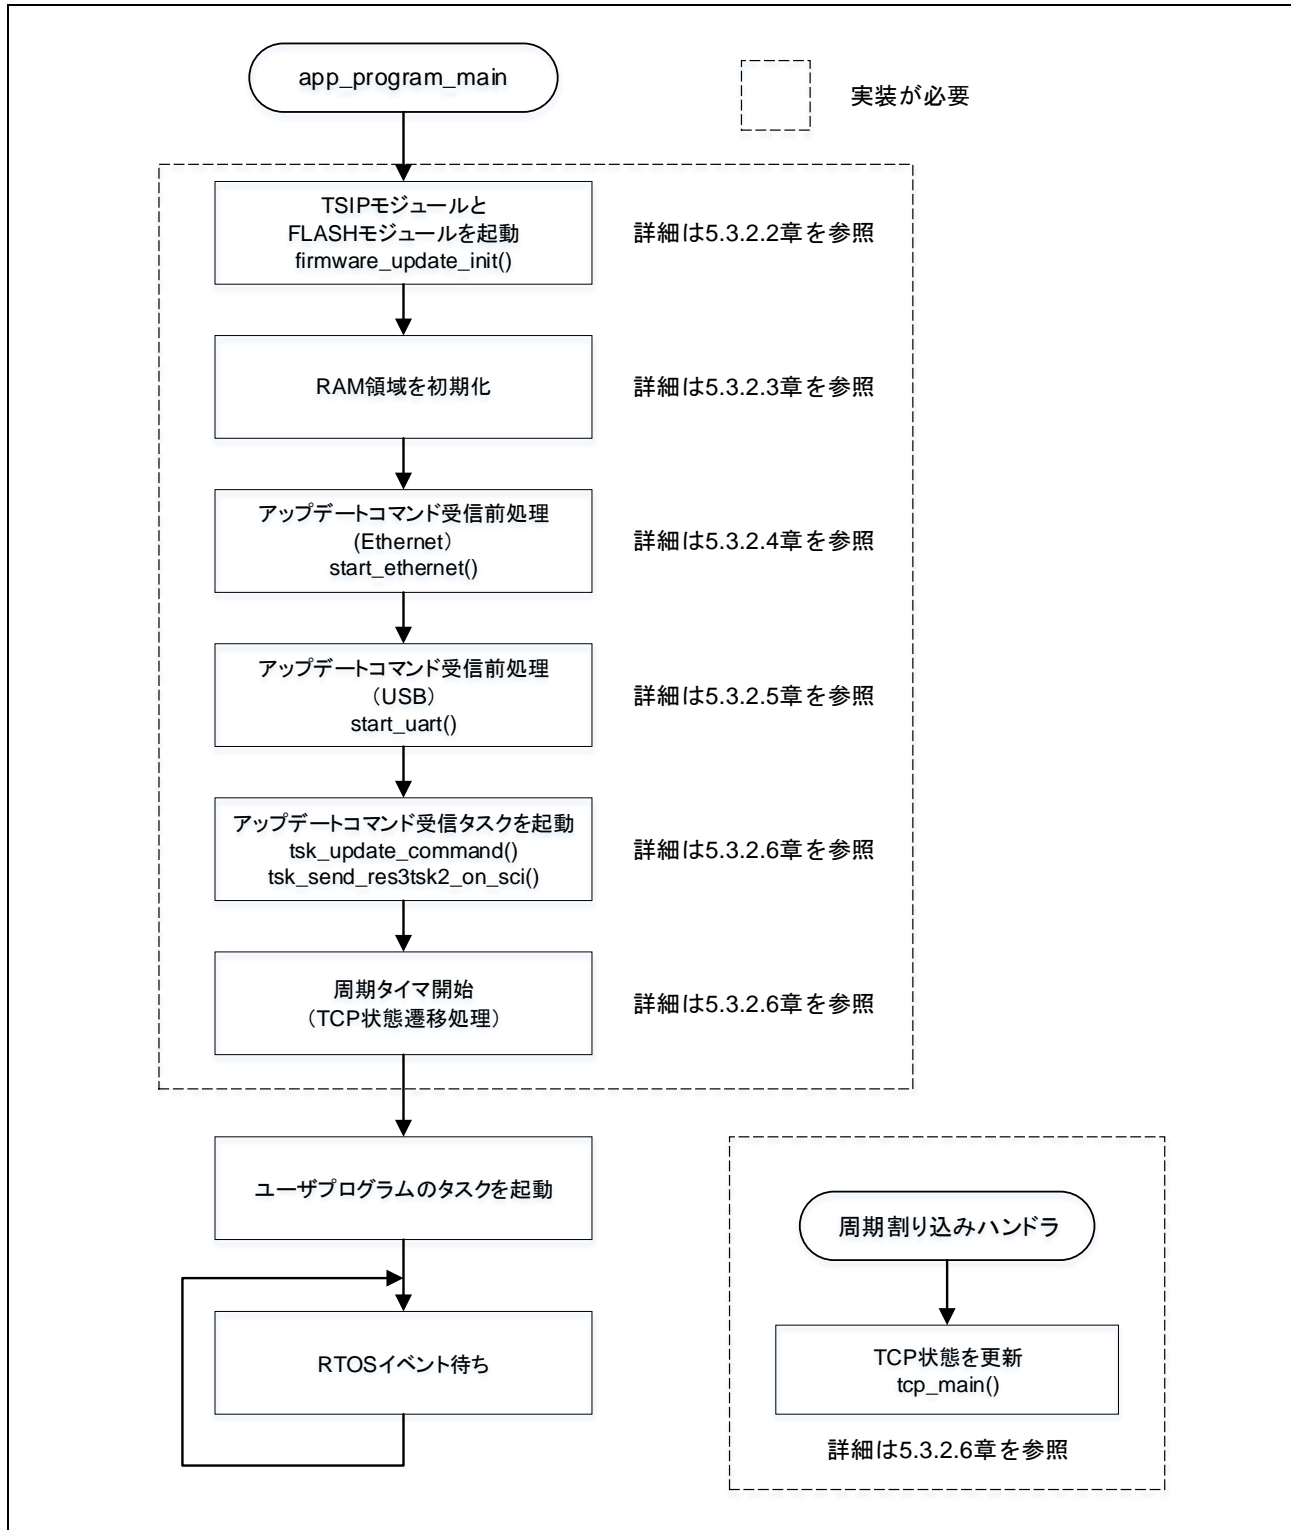 app_program_main
実装が必要
TSIPモジュールと
FLASHモジュールを起動
firmware_update_init()
詳細は5.3.2.2章を参照
RAM領域を初期化
詳細は5.3.2.3章を参照
アップデートコマンド受信前処理
(Ethernet）
start_ethernet()
詳細は5.3.2.4章を参照
アップデートコマンド受信前処理
（USB）
start_uart()
詳細は5.3.2.5章を参照
アップデートコマンド受信タスクを起動
tsk_update_command()
tsk_send_res3tsk2_on_sci()
詳細は5.3.2.6章を参照
周期タイマ開始
（TCP状態遷移処理）
詳細は5.3.2.6章を参照
ユーザプログラムのタスクを起動
RTOSイベント待ち
周期割り込みハンドラ
TCP状態を更新
tcp_main()
詳細は5.3.2.6章を参照